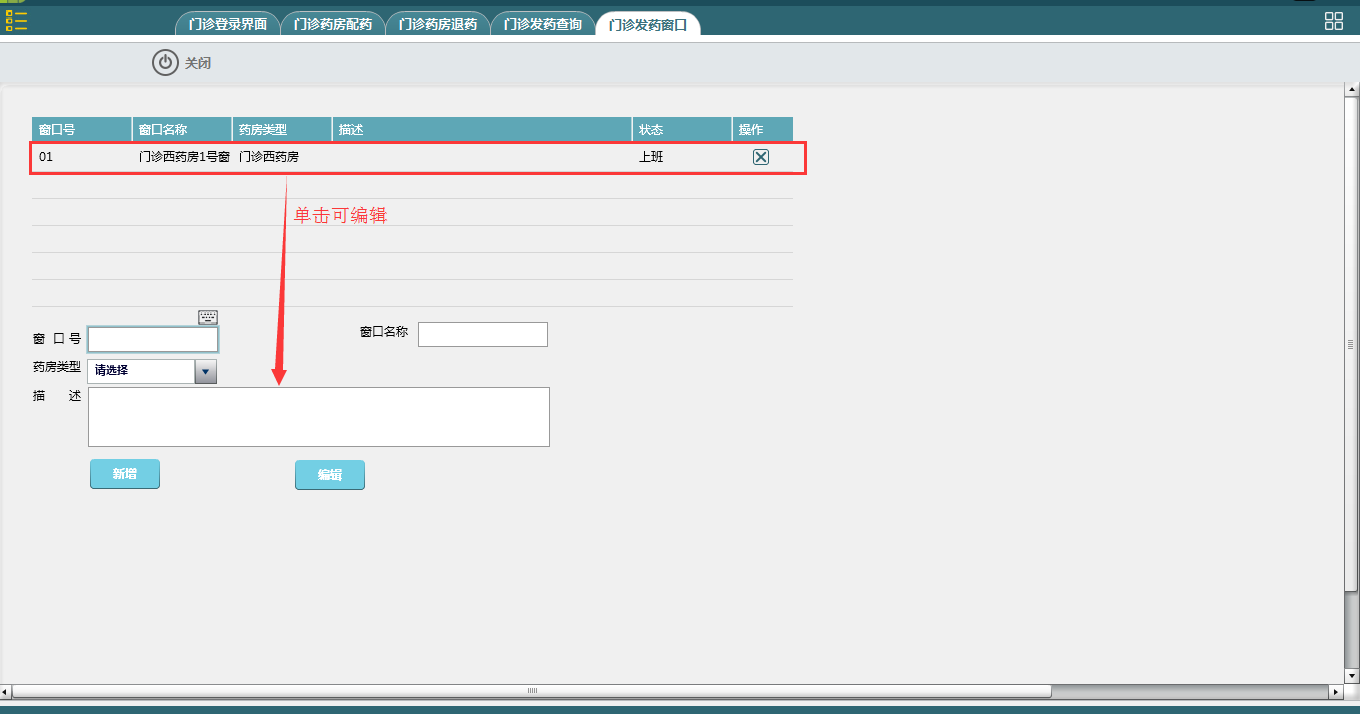 门诊登录界面 门诊药房配药 门诊药房退药 门诊发药查询 门诊发药窗口
关闭
窗口号 窗口名称 药房类型 描述 状态 操作
01 门诊西药房1号窗 门诊西药房 上班
单击可编辑
窗 口 号 窗口名称
药房类型 请选择
描 述
新增 编辑